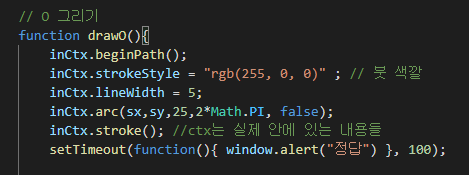 // O 그리기
function drawO(){
inCtx.beginPath();
inCtx.strokeStyle = "rgb(255, 0, 0)" ; // 붓 색깔
inCtx.lineWidth = 5;
inCtx.arc(sx,sy,25,2*Math.PI, false);
inCtx.stroke(); //ctx는 실제 안에 있는 내용들
setTimeout(function(){ window.alert("정답") }, 100);